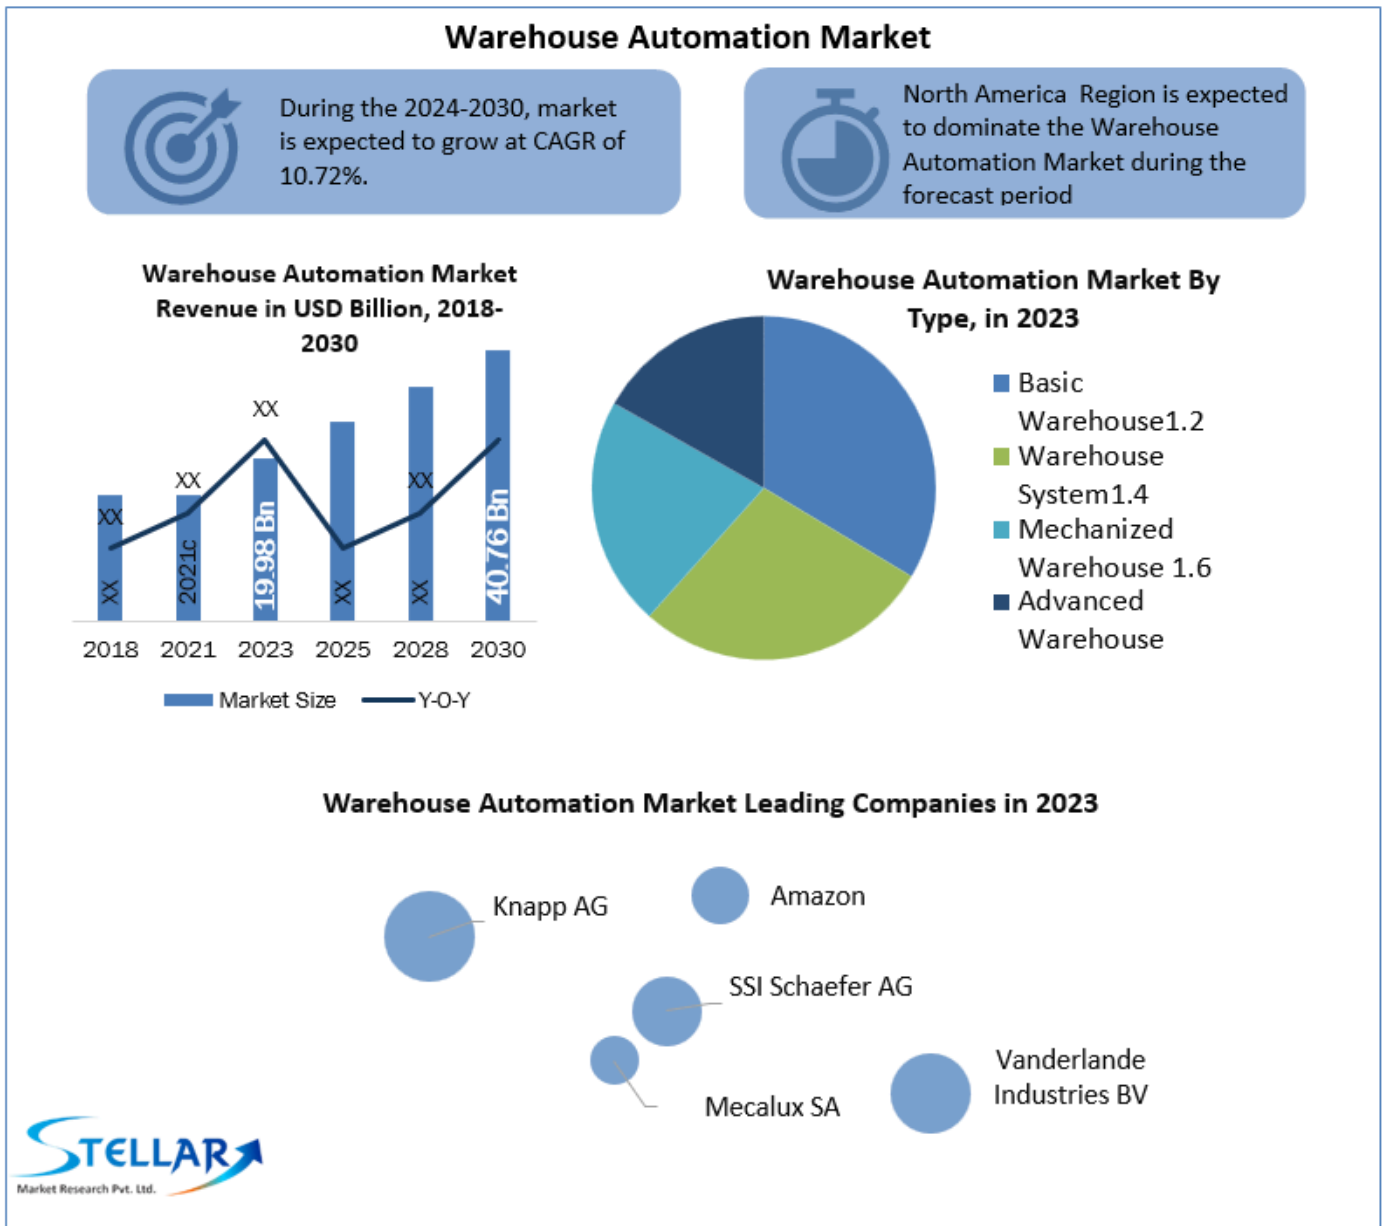 Warehouse Automation Market
During the 2024-2030, market
is expected to grow at CAGR of
10.72%.
North America Region is expected
to dominate the Warehouse
Automation Market during the
forecast period
Warehouse Automation Market
Revenue in USD Billion, 2018-
2030
XX
XX
XX
XX
XX
2021c
19.98 Bn
XX
XX
40.76 Bn
2018 2021 2023 2025 2028 2030
Market Size Y-O-Y
Warehouse Automation Market By
Type, in 2023
Basic
Warehouse1.2
Warehouse
System1.4
Mechanized
Warehouse 1.6
Advanced
Warehouse
Warehouse Automation Market Leading Companies in 2023
Knapp AG
Amazon
SSI Schaefer AG
Mecalux SA
Vanderlande
Industries BV
STELLAR
Market Research Pvt. Ltd.